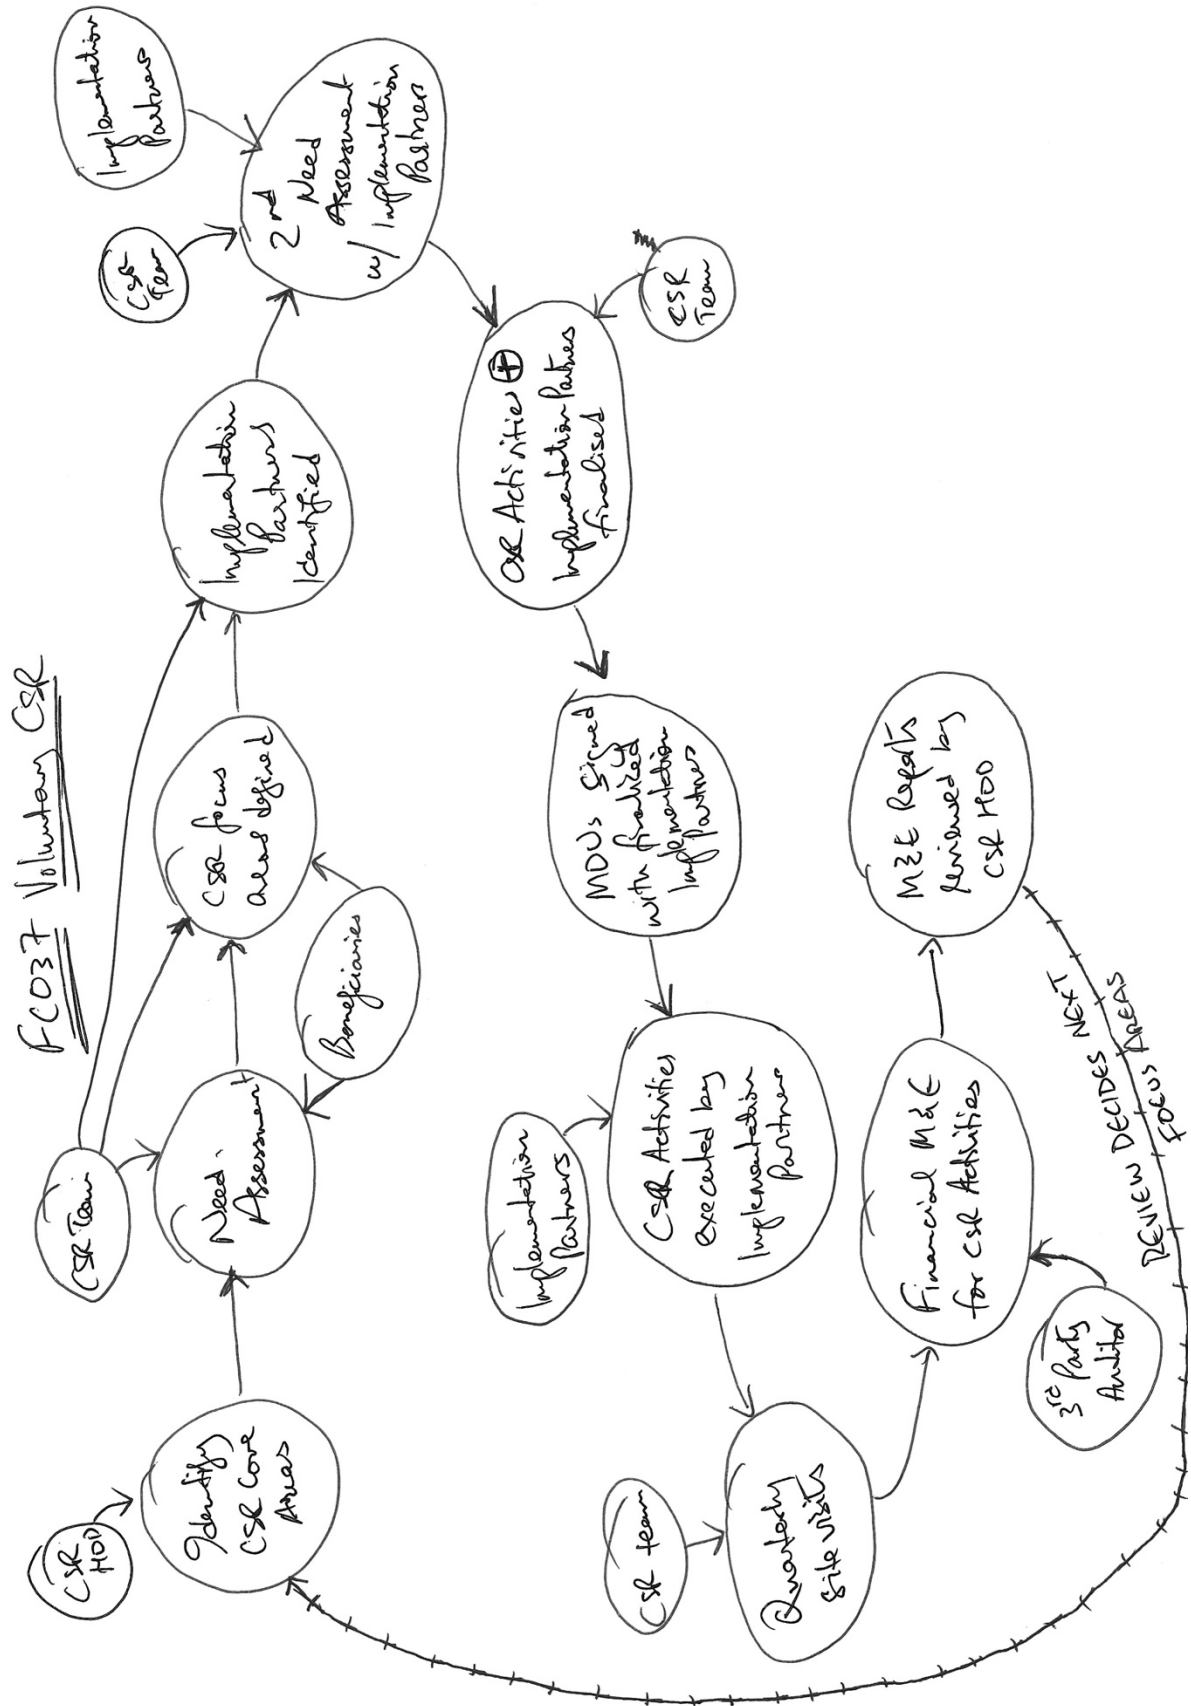 FC037 Voluntary CSR
CSR
HOD
Identify
CSR Core
Areas
CSR Team
Need
Assessment
Beneficiaries
CSR focus
areas defined
Implementation
Partners
Identified
CSR
Team
Implementation
Partners
2nd
Need
Assessment
w/ Implementation
Partners
CSR
Team
CSR Activities +
Implementation Partners
finalised
MOUs signed
with finalized
Implementation
Partners
Implementation
Partners
CSR Activities
executed by
Implementation
Partners
CSR team
Quarterly
site visits
3rd Party
Auditor
Financial M&E
for CSR Activities
M&E Reports
reviewed by
CSR HOD
REVIEW DECIDES NEXT
FOCUS AREAS